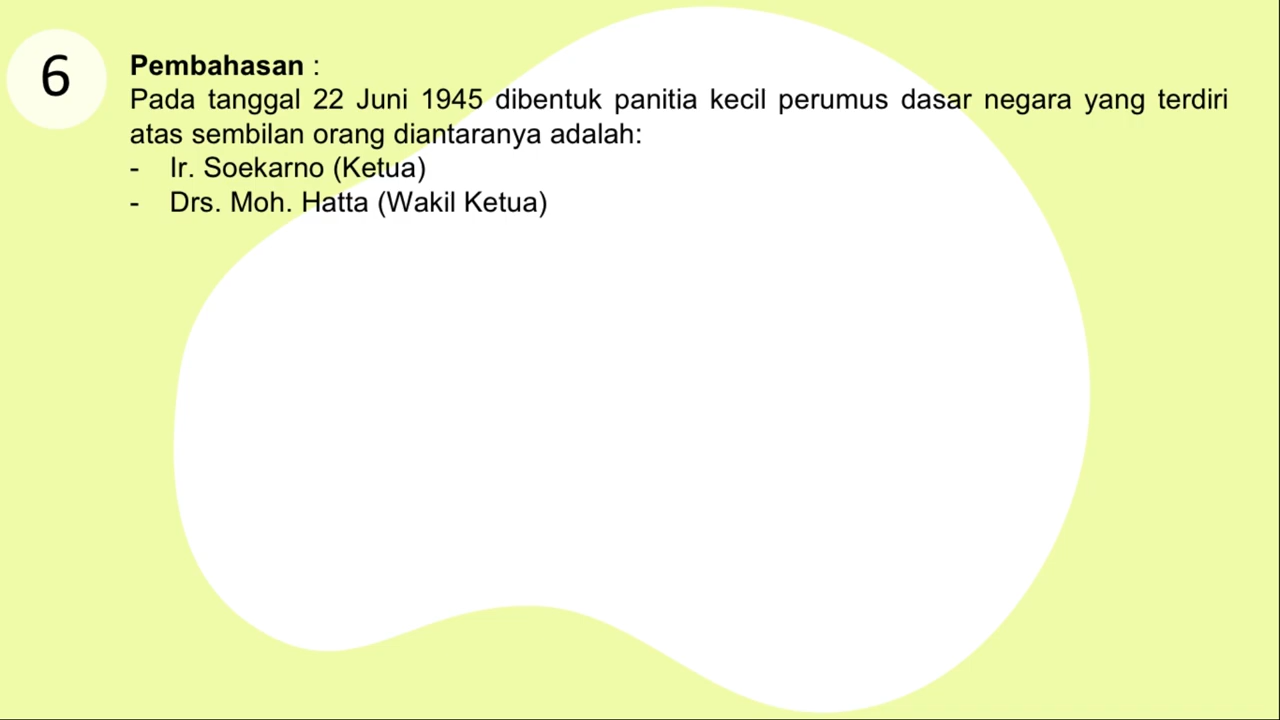 6
Pembahasan :
Pada tanggal 22 Juni 1945 dibentuk panitia kecil perumus dasar negara yang terdiri
atas sembilan orang diantaranya adalah:
- Ir. Soekarno (Ketua)
- Drs. Moh. Hatta (Wakil Ketua)